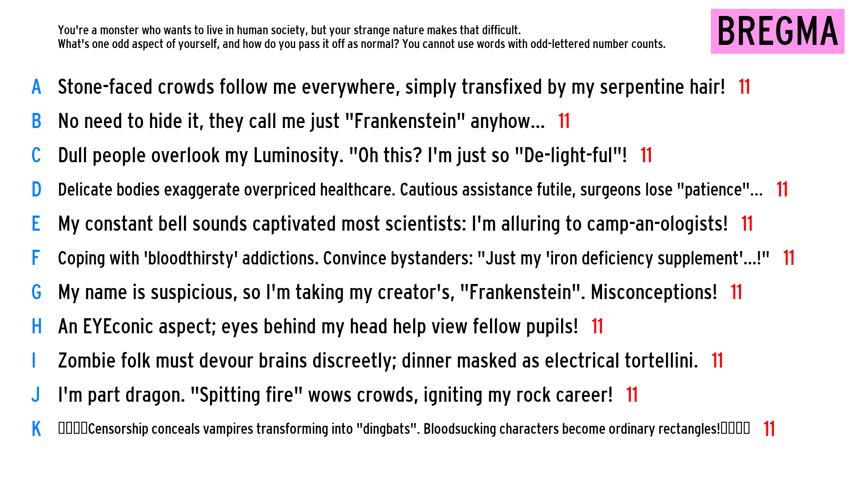 You're a monster who wants to live in human society, but your strange nature makes that difficult.
What's one odd aspect of yourself, and how do you pass it off as normal? You cannot use words with odd-lettered number counts.
BREGMA
A Stone-faced crowds follow me everywhere, simply transfixed by my serpentine hair! 11
B No need to hide it, they call me just "Frankenstein" anyhow... 11
C Dull people overlook my Luminosity. "Oh this? I'm just so "De-light-ful"! 11
D Delicate bodies exaggerate overpriced healthcare. Cautious assistance futile, surgeons lose "patience"... 11
E My constant bell sounds captivated most scientists: I'm alluring to camp-an-ologists! 11
F Coping with 'bloodthirsty' addictions. Convince bystanders: "Just my 'iron deficiency supplement'...!" 11
G My name is suspicious, so I'm taking my creator's, "Frankenstein". Misconceptions! 11
H An EYEconic aspect; eyes behind my head help view fellow pupils! 11
I Zombie folk must devour brains discreetly; dinner masked as electrical tortellini. 11
J I'm part dragon. "Spitting fire" wows crowds, igniting my rock career! 11
K ▯▯▯▯Censorship conceals vampires transforming into "dingbats". Bloodsucking characters become ordinary rectangles!▯▯▯▯ 11